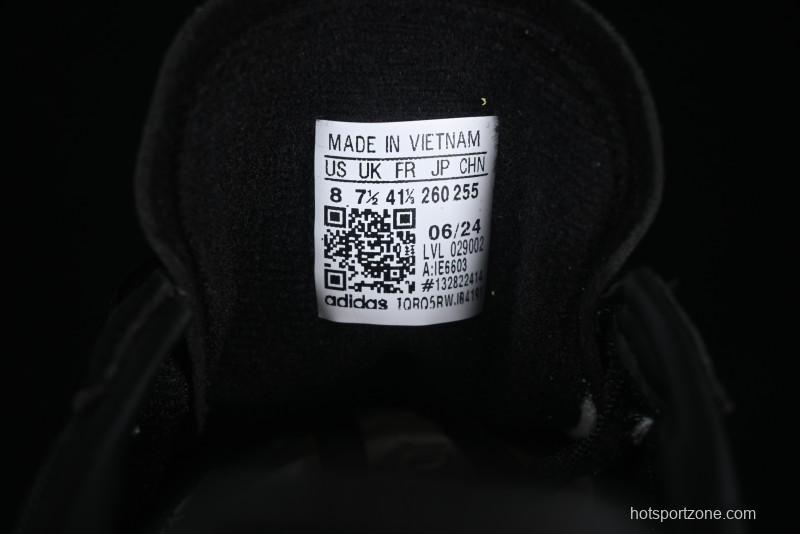 MADE IN VIETNAM
US UK FR JP CHN
8 7½ 41⅓ 260 255
06/24
LVL 029002
A:IE6603
#132822414
adidas
hotsportzone.com